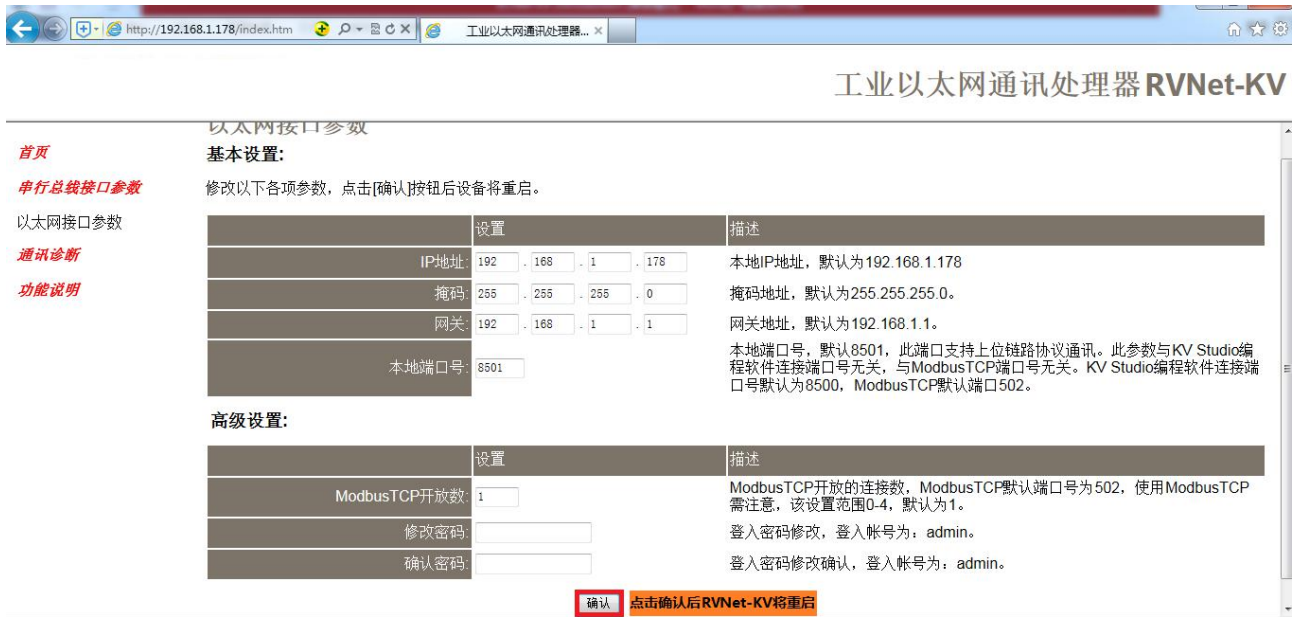 http://192.168.1.178/index.htm
工业以太网通讯处理器...
工业以太网通讯处理器RVNet-KV
以太网接口参数
首页
串行总线接口参数
以太网接口参数
通讯诊断
功能说明
基本设置:
修改以下各项参数，点击[确认]按钮后设备将重启。
设置 描述
IP地址: 192 . 168 . 1 . 178 本地IP地址，默认为192.168.1.178
掩码: 255 . 255 . 255 . 0 掩码地址，默认为255.255.255.0。
网关: 192 . 168 . 1 . 1 网关地址，默认为192.168.1.1。
本地端口号: 8501 本地端口号，默认8501，此端口支持上位链路协议通讯。此参数与KV Studio编
程软件连接端口号无关，与ModbusTCP端口号无关。KV Studio编程软件连接端
口号默认为8500，ModbusTCP默认端口502。
高级设置:
设置 描述
ModbusTCP开放数: 1 ModbusTCP开放的连接数，ModbusTCP默认端口号为502，使用ModbusTCP
需注意，该设置范围0-4，默认为1。
修改密码: 登入密码修改，登入帐号为：admin。
确认密码: 登入密码修改确认，登入帐号为：admin。
确认 点击确认后RVNet-KV将重启